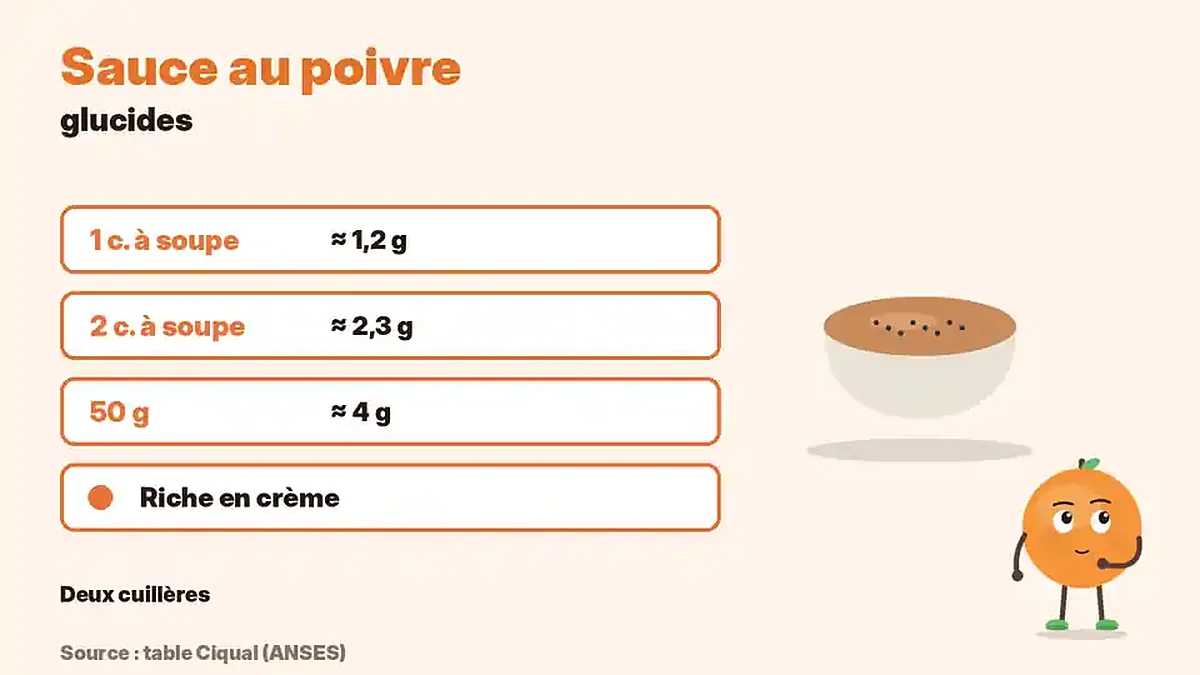 Sauce au poivre
glucides
1 c. à soupe ≈ 1,2 g
2 c. à soupe ≈ 2,3 g
50 g ≈ 4 g
Riche en crème
Deux cuillères
Source : table Ciqual (ANSES)